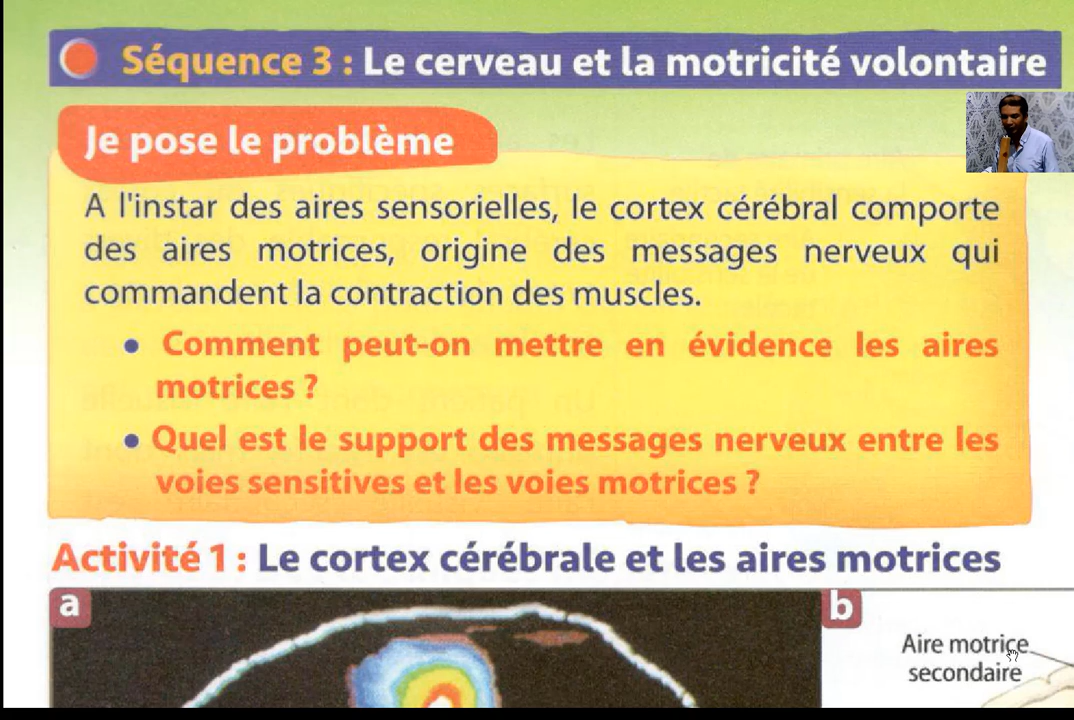 Séquence 3 : Le cerveau et la motricité volontaire
Je pose le problème
A l'instar des aires sensorielles, le cortex cérébral comporte
des aires motrices, origine des messages nerveux qui
commandent la contraction des muscles.
• Comment peut-on mettre en évidence les aires
motrices ?
• Quel est le support des messages nerveux entre les
voies sensitives et les voies motrices ?
Activité 1 : Le cortex cérébrale et les aires motrices
a
b
Aire motrice
secondaire